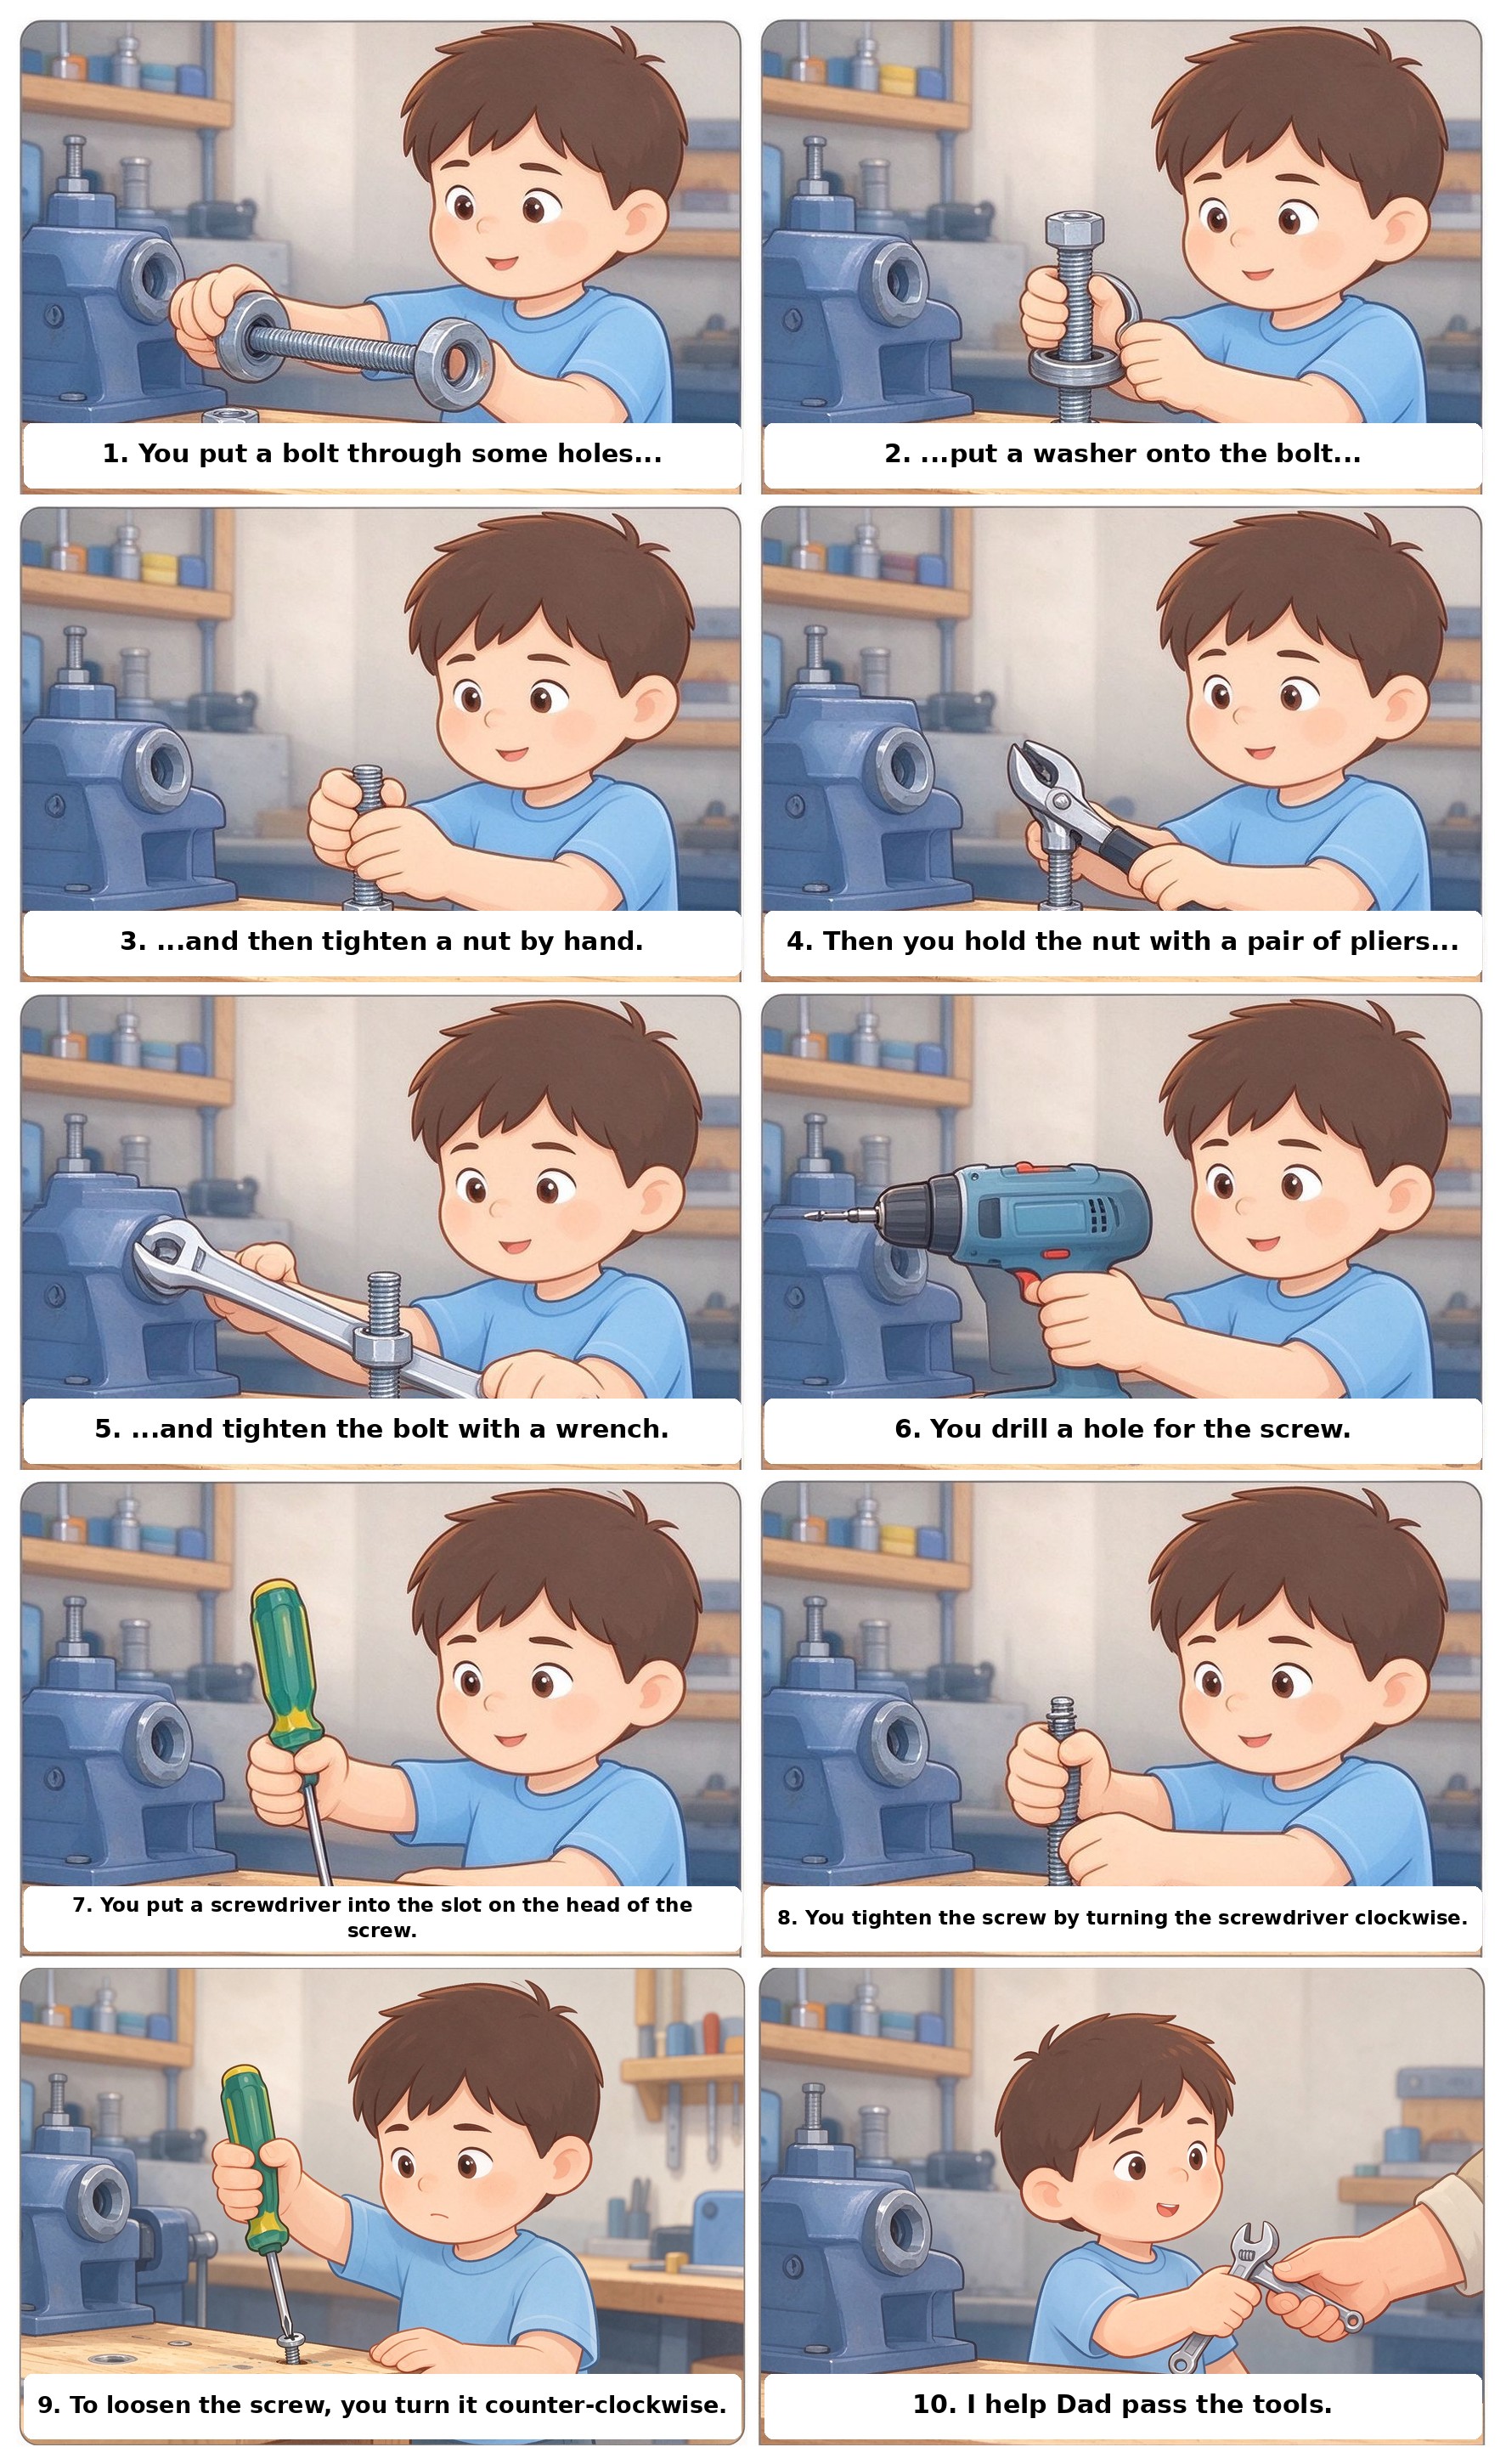 1. You put a bolt through some holes...
2. ...put a washer onto the bolt...
3. ...and then tighten a nut by hand.
4. Then you hold the nut with a pair of pliers...
5. ...and tighten the bolt with a wrench.
6. You drill a hole for the screw.
7. You put a screwdriver into the slot on the head of the
screw.
8. You tighten the screw by turning the screwdriver clockwise.
9. To loosen the screw, you turn it counter-clockwise.
10. I help Dad pass the tools.